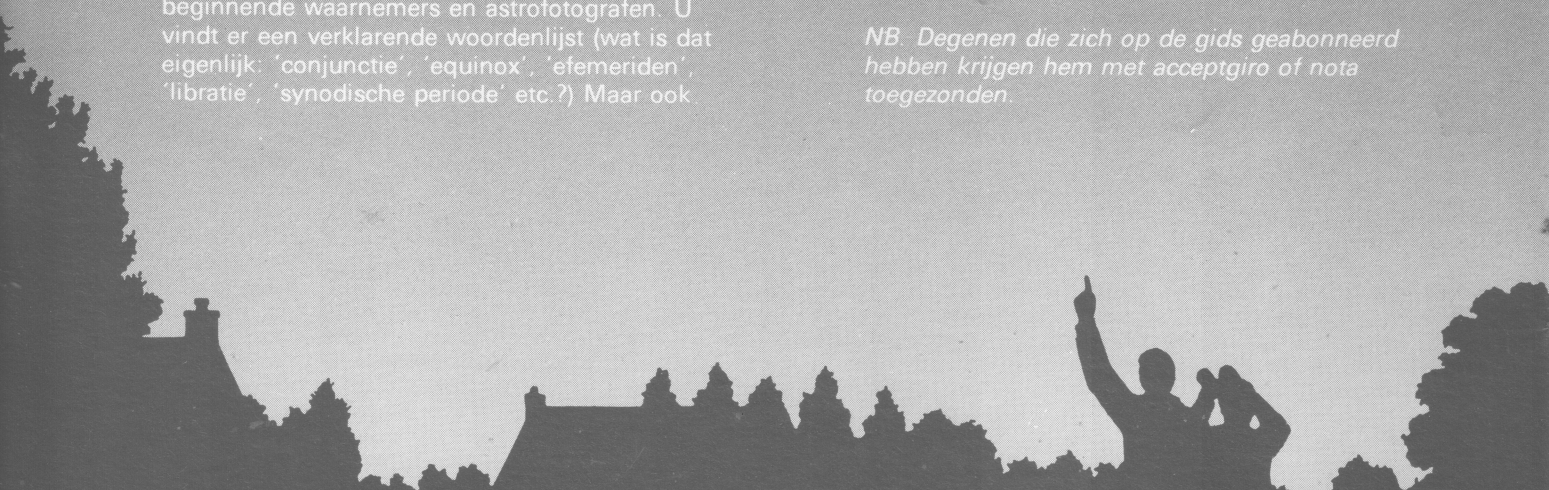 beginnende waarnemers en astrofotografen. U
vindt er een verklarende woordenlijst (wat is dat
eigenlijk: 'conjunctie', 'equinox', 'efemeriden',
'libratie', 'synodische periode' etc.?) Maar ook
NB. Degenen die zich op de gids geabonneerd
hebben krijgen hem met acceptgiro of nota
toegezonden.